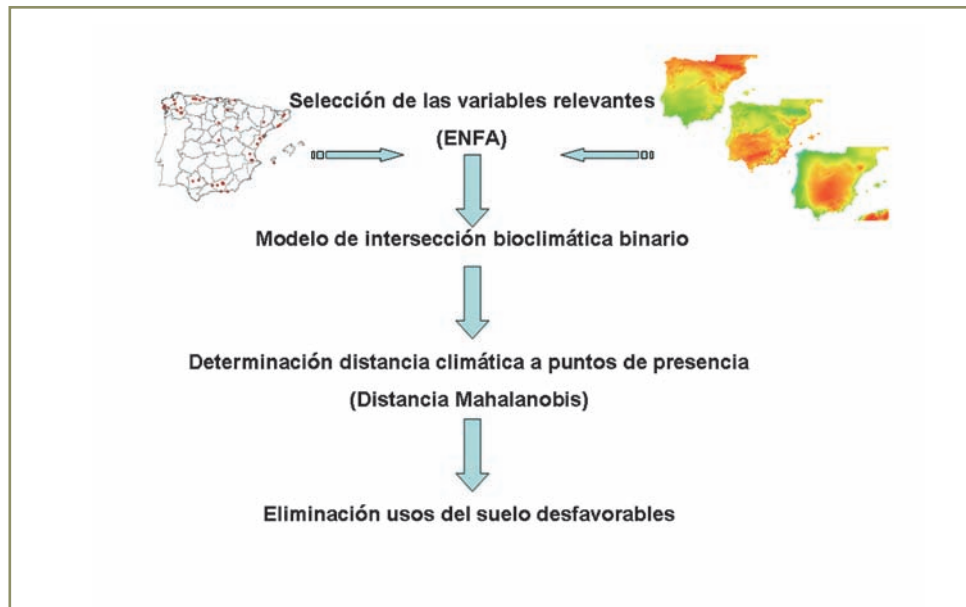 Selección de las variables relevantes
(ENFA)
Modelo de intersección bioclimática binario
Determinación distancia climática a puntos de presencia
(Distancia Mahalanobis)
Eliminación usos del suelo desfavorables